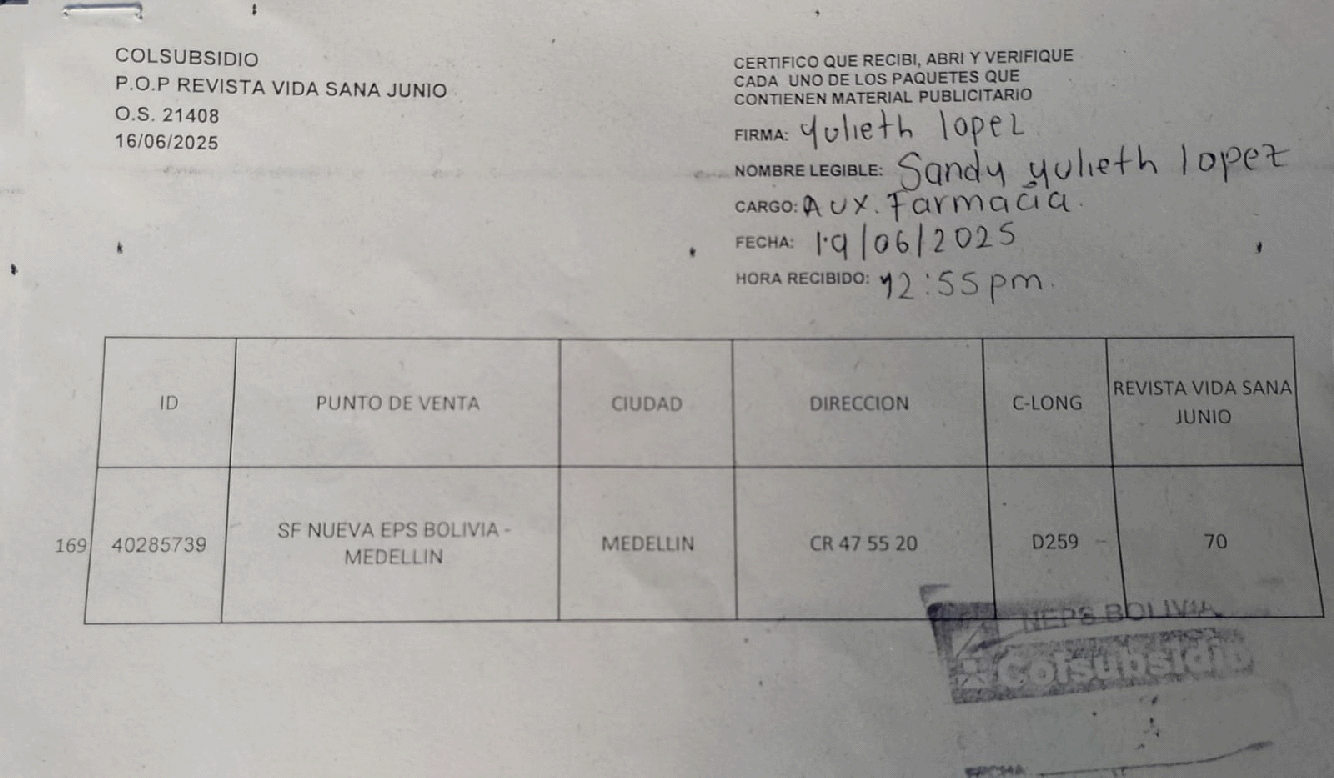 COLSUBSIDIO
P.O.P REVISTA VIDA SANA JUNIO
O.S. 21408
16/06/2025
CERTIFICO QUE RECIBI, ABRI Y VERIFIQUE
CADA UNO DE LOS PAQUETES QUE
CONTIENEN MATERIAL PUBLICITARIO
FIRMA: Yulieth lopez
NOMBRE LEGIBLE: Sandy yulieth lopez
CARGO: Aux. Farmacia.
FECHA: 19/06/2025
HORA RECIBIDO: 12:55 pm.
ID PUNTO DE VENTA CIUDAD DIRECCION C-LONG REVISTA VIDA SANA
JUNIO
169 40285739 SF NUEVA EPS BOLIVIA -
MEDELLIN MEDELLIN CR 47 55 20 D259 70
NEPS BOLIVIA
Colsubsidio
FECHA